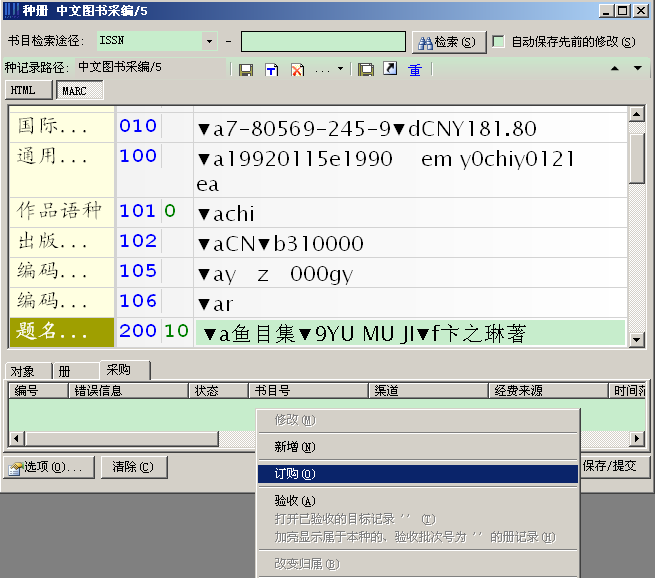 种册 中文图书采编/5
书目检索途径: ISSN - 检索(S) 自动保存先前的修改(S)
种记录路径: 中文图书采编/5 ... 重
HTML MARC
国际... 010 ▼a7-80569-245-9▼dCNY181.80
通用... 100 ▼a19920115e1990 em y0chiy0121
ea
作品语种 101 0 ▼achi
出版... 102 ▼aCN▼b310000
编码... 105 ▼ay z 000gy
编码... 106 ▼ar
题名... 200 10 ▼a鱼目集▼9YU MU JI▼f卞之琳著
对象 册 采购
编号 错误信息 状态 书目号 渠道 经费来源 时间范
选项(O)... 清除(C) 保存/提交
修改(M)
新增(N)
订购(O)
验收(A)
打开已验收的目标记录 '' (T)
加亮显示属于本种的、验收批次号为 '' 的册记录(H)
改变归属(B)